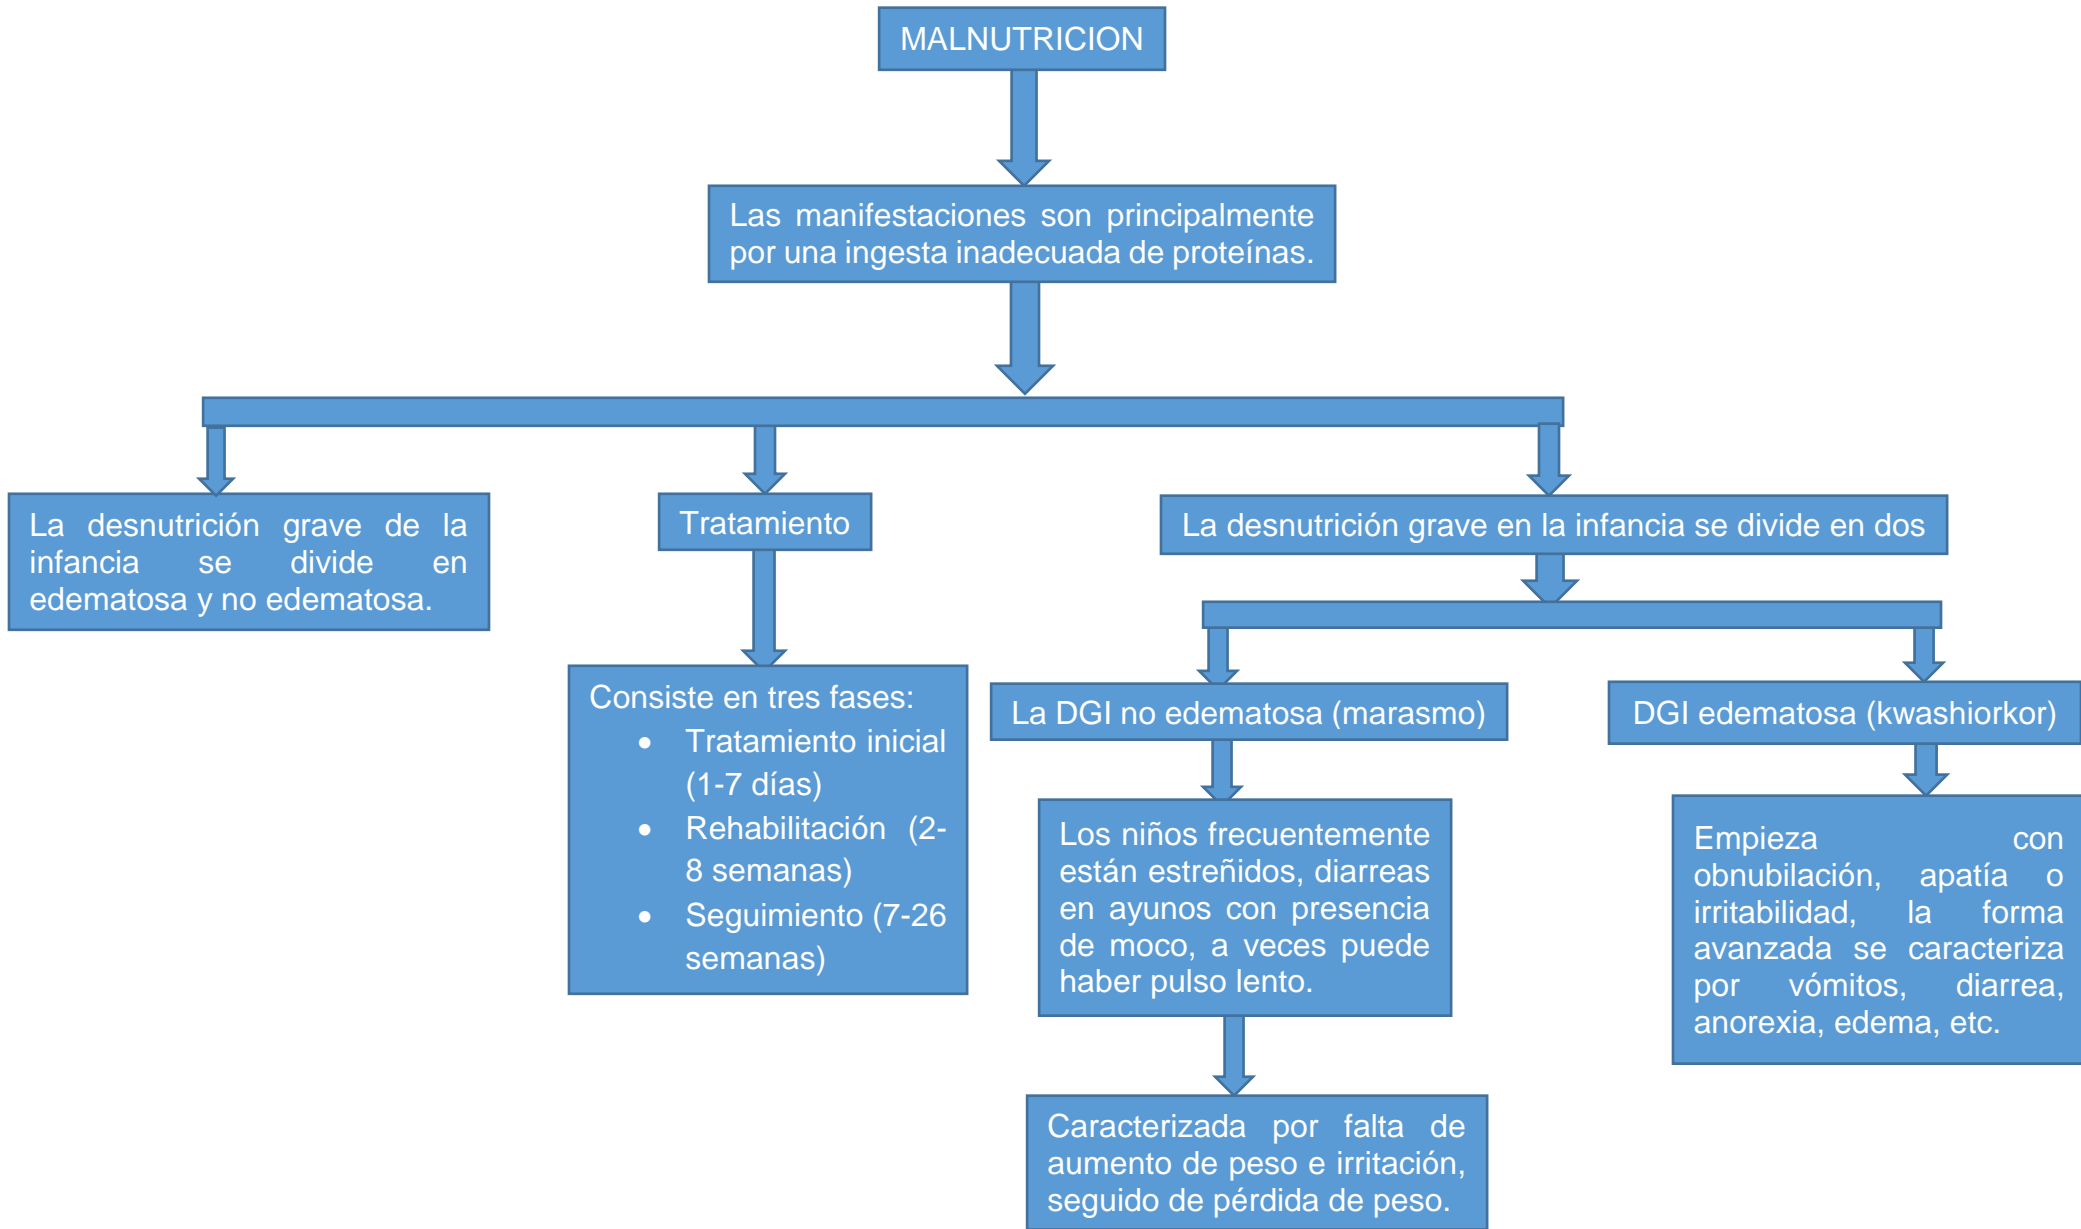 MALNUTRICION
Las manifestaciones son principalmente
por una ingesta inadecuada de proteínas.
La desnutrición grave de la
infancia se divide en
edematosa y no edematosa.
Tratamiento
Consiste en tres fases:
• Tratamiento inicial
(1-7 días)
• Rehabilitación (2-
8 semanas)
• Seguimiento (7-26
semanas)
La desnutrición grave en la infancia se divide en dos
La DGI no edematosa (marasmo)
Los niños frecuentemente
están estreñidos, diarreas
en ayunos con presencia
de moco, a veces puede
haber pulso lento.
Caracterizada por falta de
aumento de peso e irritación,
seguido de pérdida de peso.
DGI edematosa (kwashiorkor)
Empieza con
obnubilación, apatía o
irritabilidad, la forma
avanzada se caracteriza
por vómitos, diarrea,
anorexia, edema, etc.